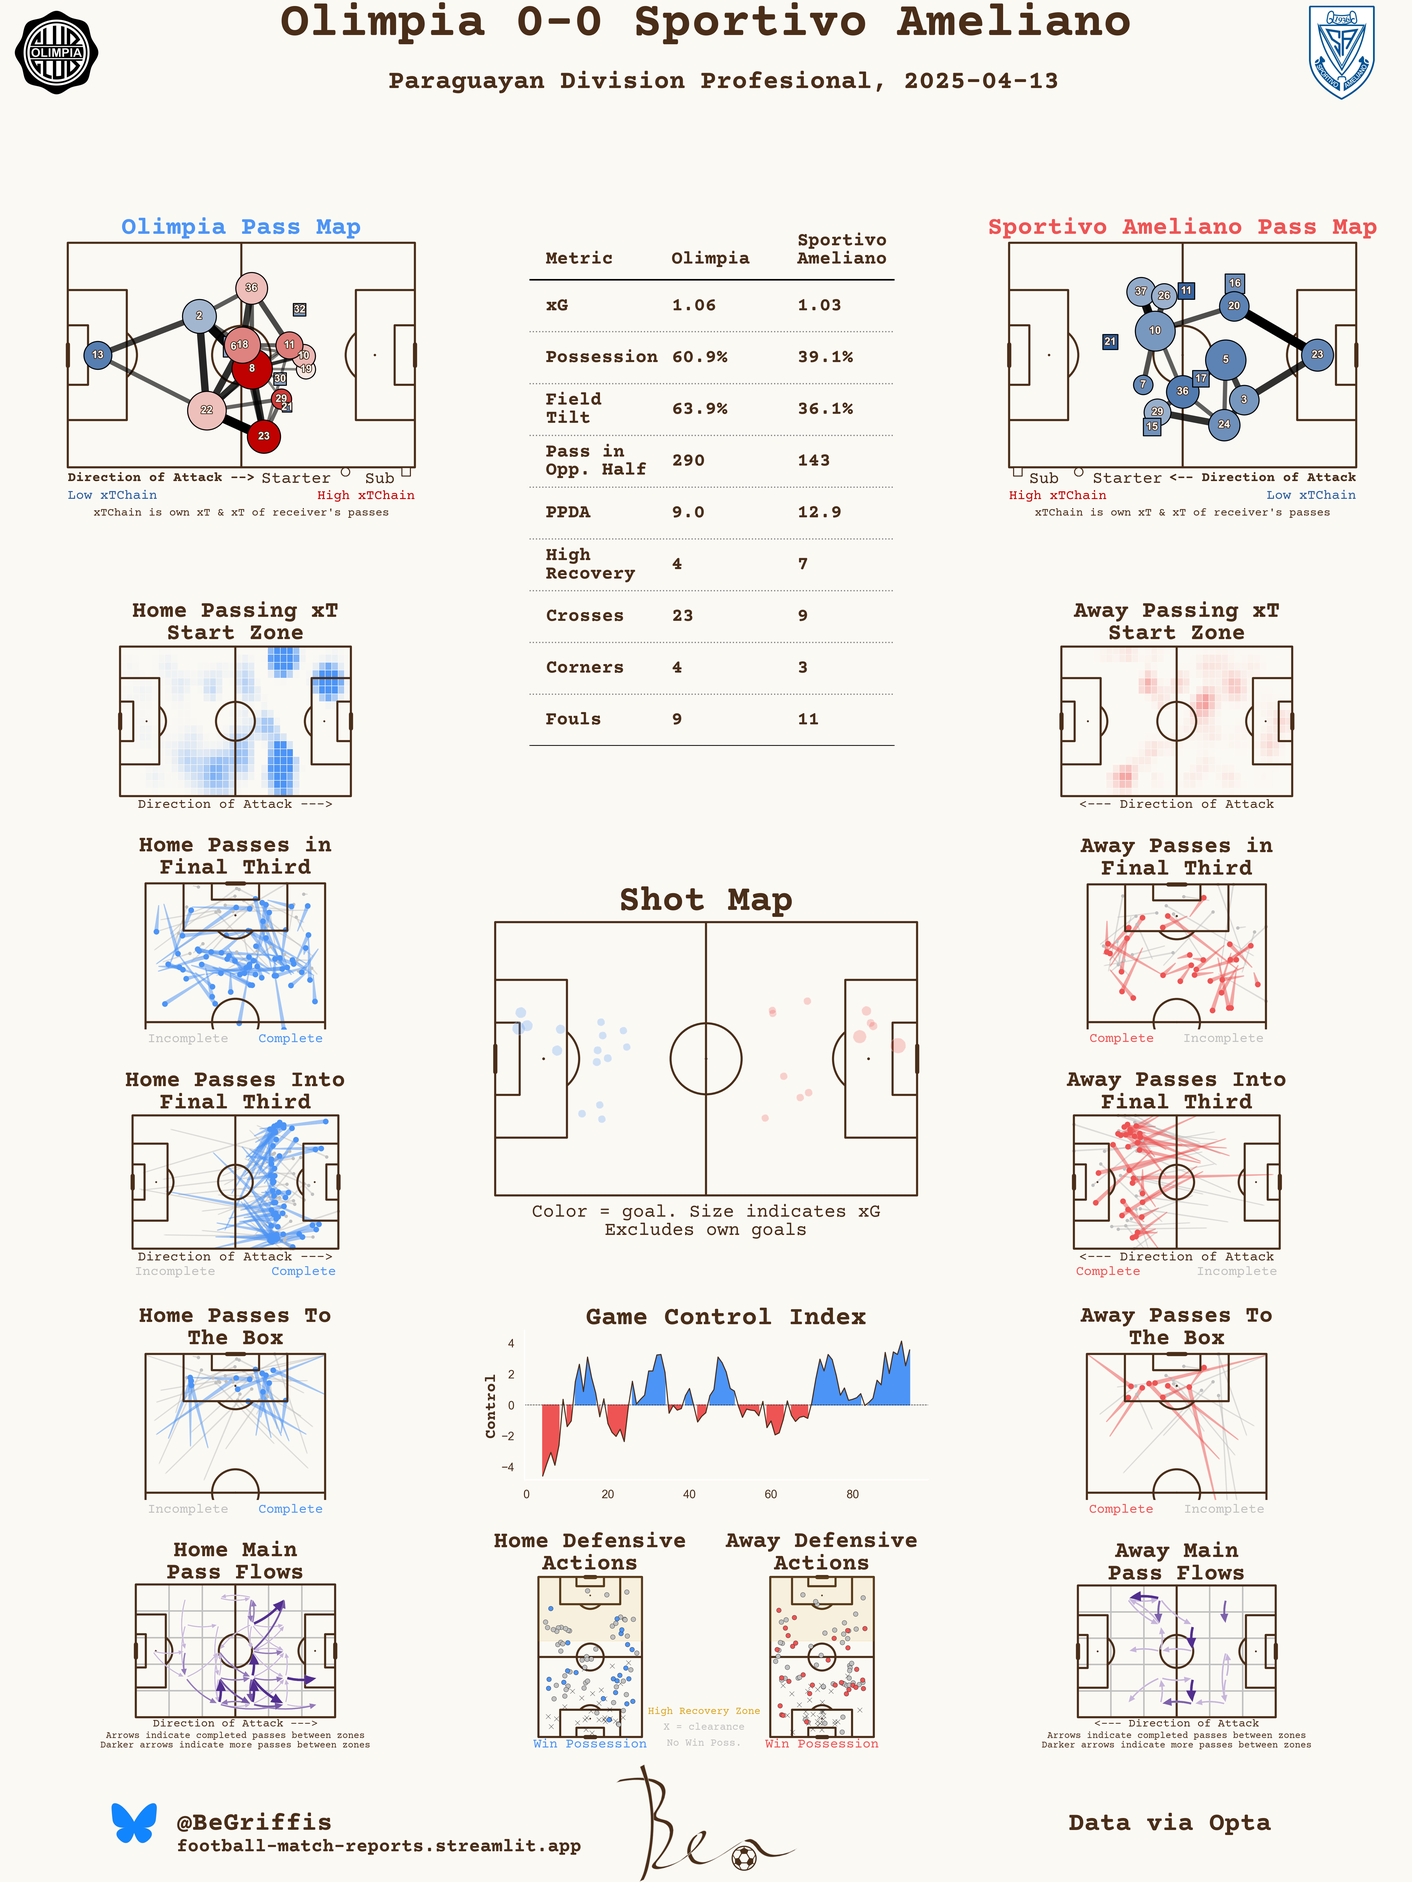 Olimpia 0-0 Sportivo Ameliano
Paraguayan Division Profesional, 2025-04-13
OLIMPIA
1936
SA
SPORTIVO AMELIANO
Olimpia Pass Map
36
32
2
6
18
11
10
13
8
19
30
29
21
22
23
Direction of Attack --> Starter Sub
Low xTChain High xTChain
xTChain is own xT & xT of receiver's passes
Metric Olimpia Sportivo Ameliano
xG 1.06 1.03
Possession 60.9% 39.1%
Field Tilt 63.9% 36.1%
Pass in Opp. Half 290 143
PPDA 9.0 12.9
High Recovery 4 7
Crosses 23 9
Corners 4 3
Fouls 9 11
Sportivo Ameliano Pass Map
37
26
11
16
20
10
21
5
23
7
36
17
3
29
15
24
Sub Starter <-- Direction of Attack
High xTChain Low xTChain
xTChain is own xT & xT of receiver's passes
Home Passing xT
Start Zone
Direction of Attack --->
Away Passing xT
Start Zone
<--- Direction of Attack
Home Passes in
Final Third
Incomplete Complete
Away Passes in
Final Third
Complete Incomplete
Shot Map
Color = goal. Size indicates xG
Excludes own goals
Home Passes Into
Final Third
Direction of Attack --->
Incomplete Complete
Away Passes Into
Final Third
<--- Direction of Attack
Complete Incomplete
Home Passes To
The Box
Incomplete Complete
Game Control Index
Control
4
2
0
−2
−4
0 20 40 60 80
Away Passes To
The Box
Complete Incomplete
Home Main
Pass Flows
Direction of Attack --->
Arrows indicate completed passes between zones
Darker arrows indicate more passes between zones
Home Defensive
Actions
Win Possession
Away Defensive
Actions
Win Possession
High Recovery Zone
X = clearance
No Win Poss.
Away Main
Pass Flows
<--- Direction of Attack
Arrows indicate completed passes between zones
Darker arrows indicate more passes between zones
@BeGriffis
football-match-reports.streamlit.app
Ben
Data via Opta